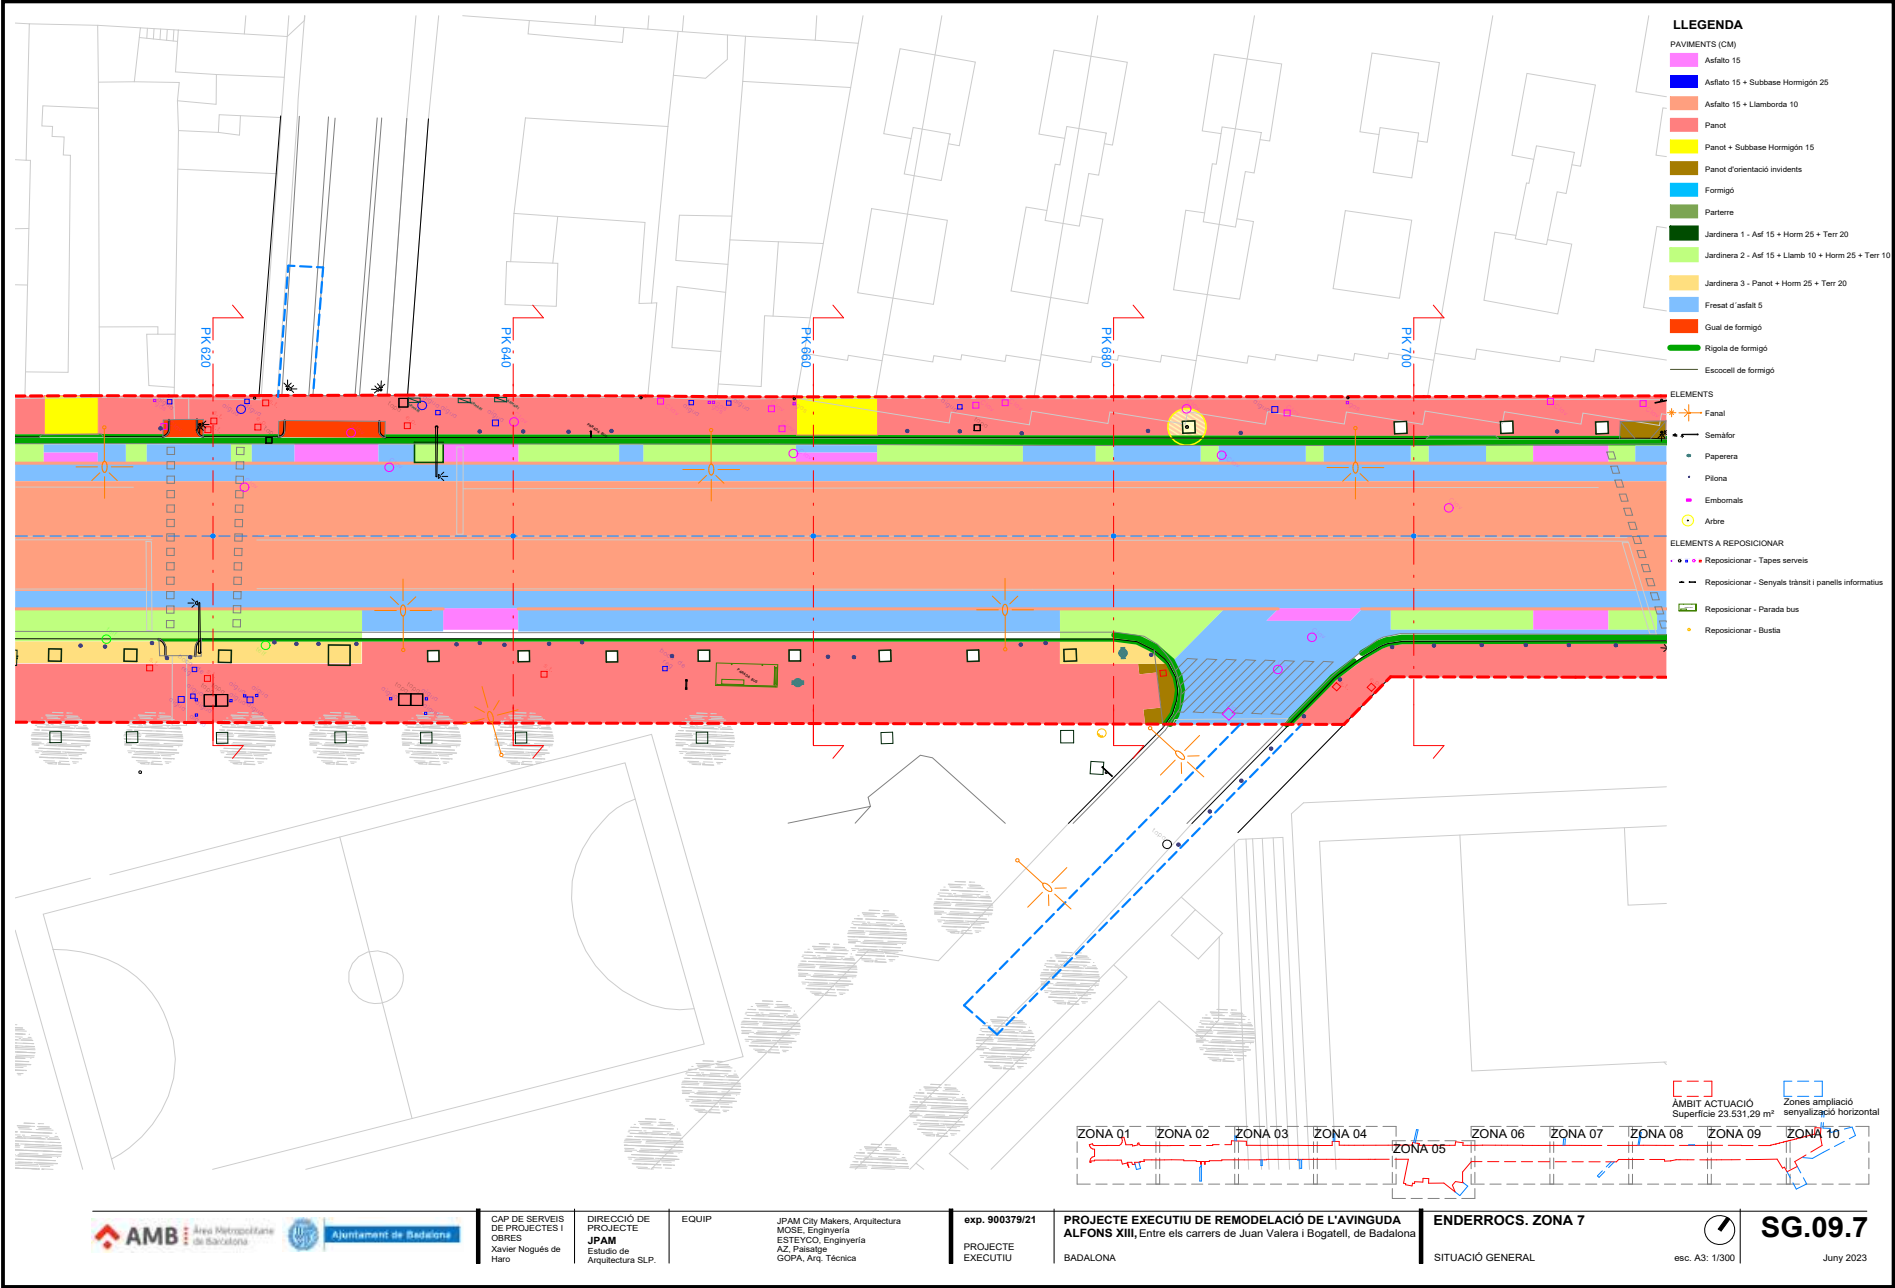 LLEGENDA
PAVIMENTS (CM)
Asfalto 15
Asflato 15 + Subbase Hormigón 25
Asfalto 15 + Llamborda 10
Panot
Panot + Subbase Hormigón 15
Panot d'orientació invidents
Formigó
Parterre
Jardinera 1 - Asf 15 + Horm 25 + Terr 20
Jardinera 2 - Asf 15 + Llamb 10 + Horm 25 + Terr 10
Jardinera 3 - Panot + Horm 25 + Terr 20
Fresat d´asfalt 5
Gual de formigó
Rigola de formigó
Escocell de formigó
ELEMENTS
Fanal
Semàfor
Paperera
Pilona
Embornals
Arbre
ELEMENTS A REPOSICIONAR
Reposicionar - Tapes serveis
Reposicionar - Senyals trànsit i panells informatius
Reposicionar - Parada bus
Reposicionar - Bustia
PK 620
PK 640
PK 660
PK 680
PK 700
ÀMBIT ACTUACIÓ
Superfície 23.531,29 m²
Zones ampliació
senyalizació horizontal
ZONA 01
ZONA 02
ZONA 03
ZONA 04
ZONA 05
ZONA 06
ZONA 07
ZONA 08
ZONA 09
ZONA 10
AMB
Àrea Metropolitana
de Barcelona
Ajuntament de Badalona
CAP DE SERVEIS
DE PROJECTES I
OBRES
Xavier Nogués de
Haro
DIRECCIÓ DE
PROJECTE
JPAM
Estudio de
Arquitectura SLP.
EQUIP
JPAM City Makers, Arquitectura
MOSE, Enginyería
ESTEYCO, Enginyería
AZ, Paisatge
GOPA, Arq. Técnica
exp. 900379/21
PROJECTE
EXECUTIU
PROJECTE EXECUTIU DE REMODELACIÓ DE L'AVINGUDA
ALFONS XIII, Entre els carrers de Juan Valera i Bogatell, de Badalona
BADALONA
ENDERROCS. ZONA 7
SITUACIÓ GENERAL
esc. A3: 1/300
SG.09.7
Juny 2023